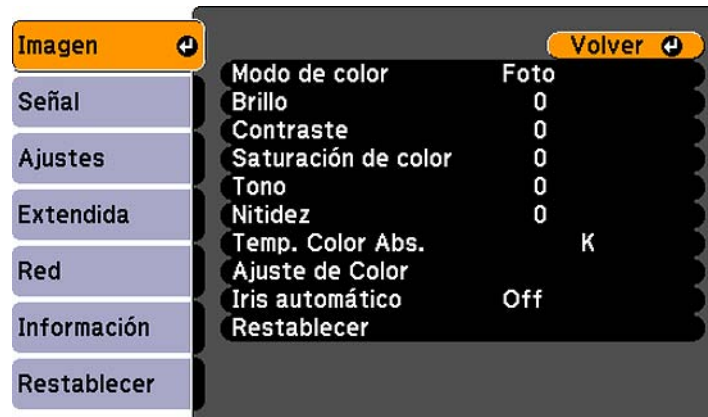 Imagen
Señal
Ajustes
Extendida
Red
Información
Restablecer
Volver
Modo de color Foto
Brillo 0
Contraste 0
Saturación de color 0
Tono 0
Nitidez 0
Temp. Color Abs. K
Ajuste de Color
Iris automático Off
Restablecer